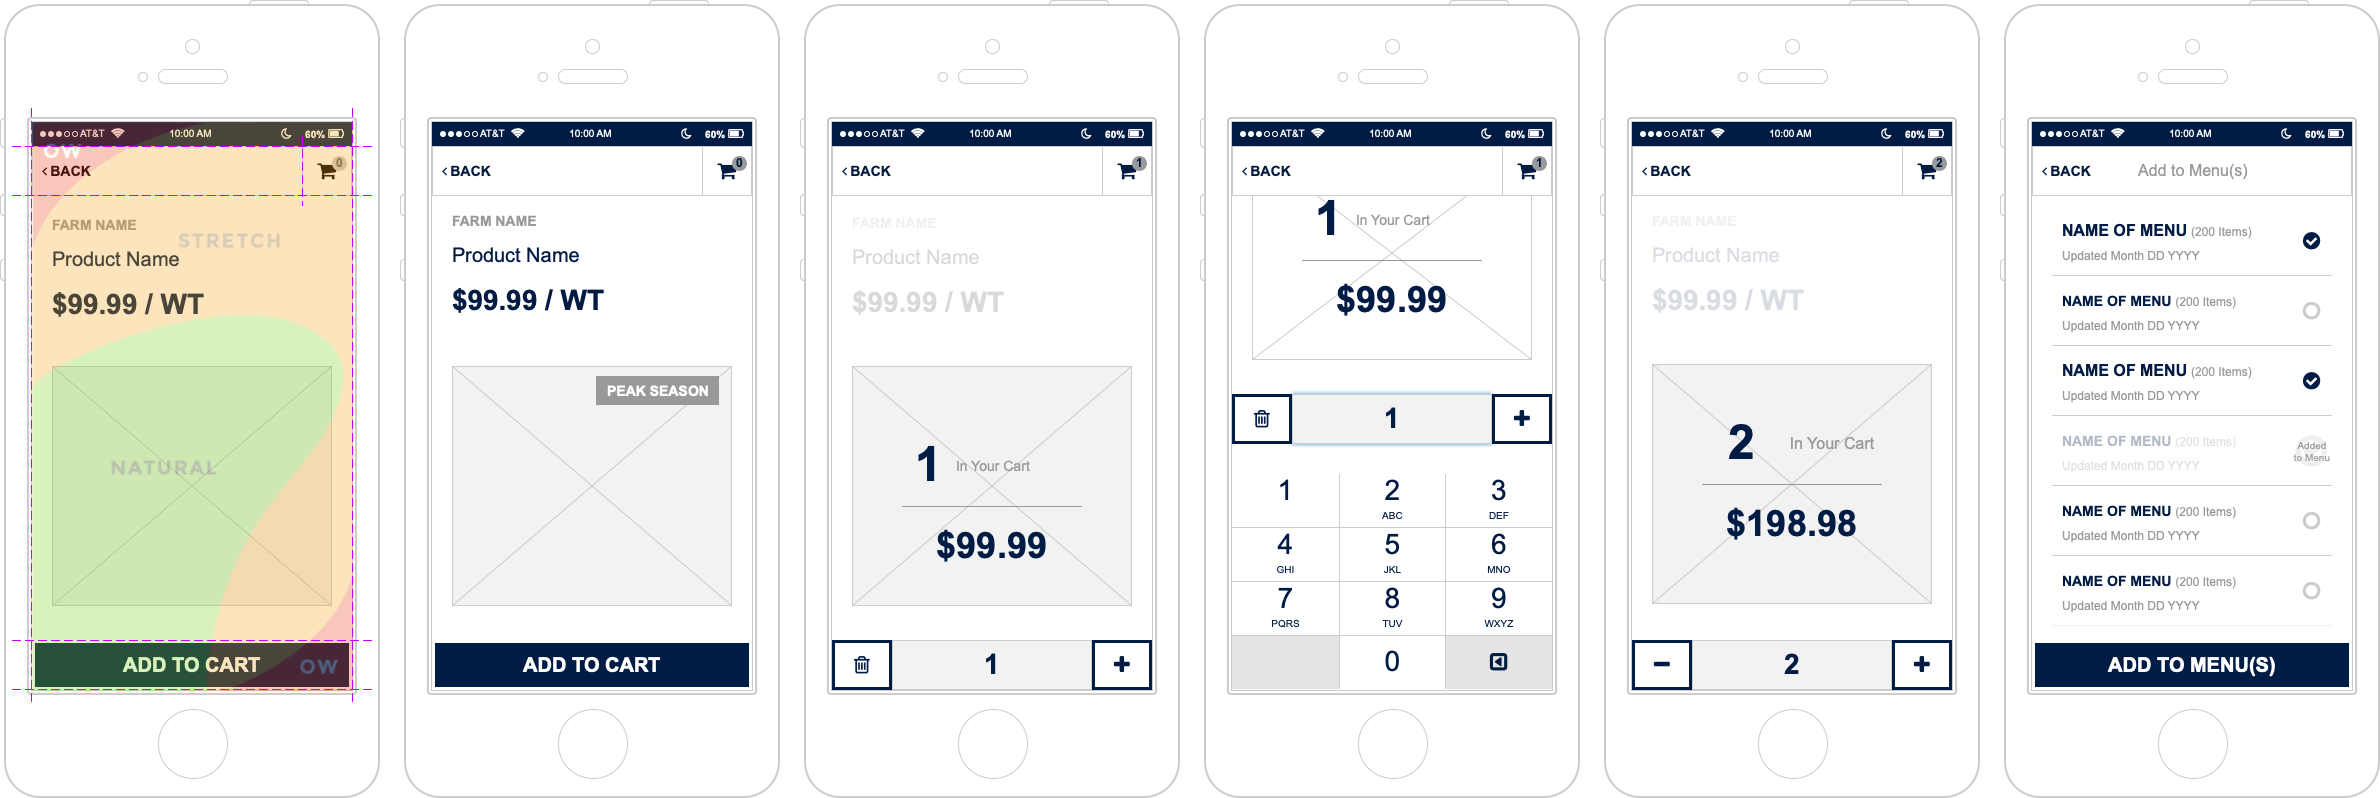 AT&T 10:00 AM 60%
OW
BACK 0
FARM NAME
STRETCH
Product Name
$99.99 / WT
NATURAL
ADD TO CART OW
AT&T 10:00 AM 60%
BACK 0
FARM NAME
Product Name
$99.99 / WT
PEAK SEASON
ADD TO CART
AT&T 10:00 AM 60%
BACK 1
FARM NAME
Product Name
$99.99 / WT
1 In Your Cart
$99.99
1
AT&T 10:00 AM 60%
BACK 1
1 In Your Cart
$99.99
1
1 2 3
ABC DEF
4 5 6
GHI JKL MNO
7 8 9
PQRS TUV WXYZ
0
AT&T 10:00 AM 60%
BACK 2
FARM NAME
Product Name
$99.99 / WT
2 In Your Cart
$198.98
2
AT&T 10:00 AM 60%
BACK Add to Menu(s)
NAME OF MENU (200 Items)
Updated Month DD YYYY
NAME OF MENU (200 Items)
Updated Month DD YYYY
NAME OF MENU (200 Items)
Updated Month DD YYYY
NAME OF MENU (200 Items) Added
Updated Month DD YYYY to Menu
NAME OF MENU (200 Items)
Updated Month DD YYYY
NAME OF MENU (200 Items)
Updated Month DD YYYY
ADD TO MENU(S)